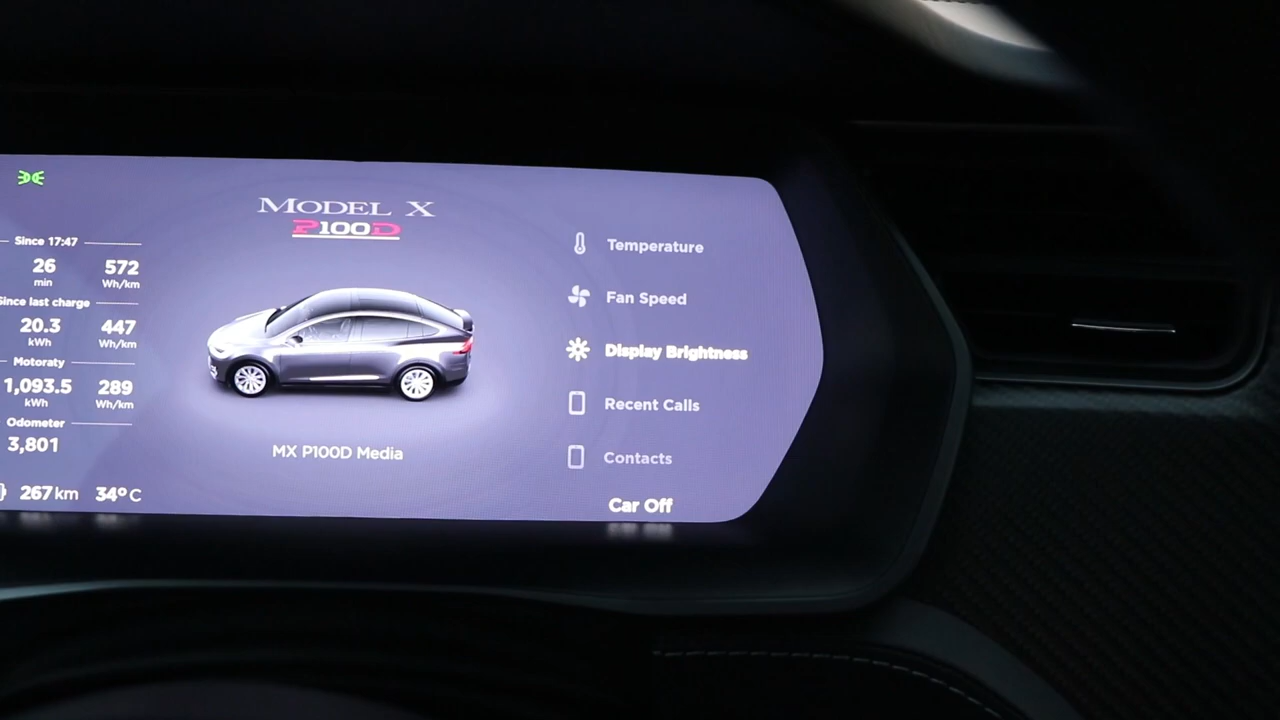 Since 17:47
26 572
min Wh/km
Since last charge
20.3 447
kWh Wh/km
Motoraty
1,093.5 289
kWh Wh/km
Odometer
3,801
267 km 34° C
MODEL X
P100D
MX P100D Media
Temperature
Fan Speed
Display Brightness
Recent Calls
Contacts
Car Off